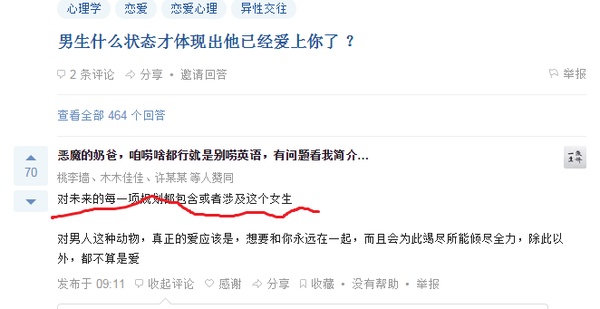 心理学 恋爱 恋爱心理 异性交往
男生什么状态才体现出他已经爱上你了？
2 条评论 分享 · 邀请回答 举报
查看全部 464 个回答
恶魔的奶爸，咱唠啥都行就是别唠英语，有问题看我简介...
70
桃李墙、木木佳佳、许某某 等人赞同
对未来的每一项规划都包含或者涉及这个女生
对男人这种动物，真正的爱应该是，想要和你永远在一起，而且会为此竭尽所能倾尽全力，除此以
外，都不算是爱
发布于 09:11 收起评论 感谢 分享 收藏 · 没有帮助 · 举报